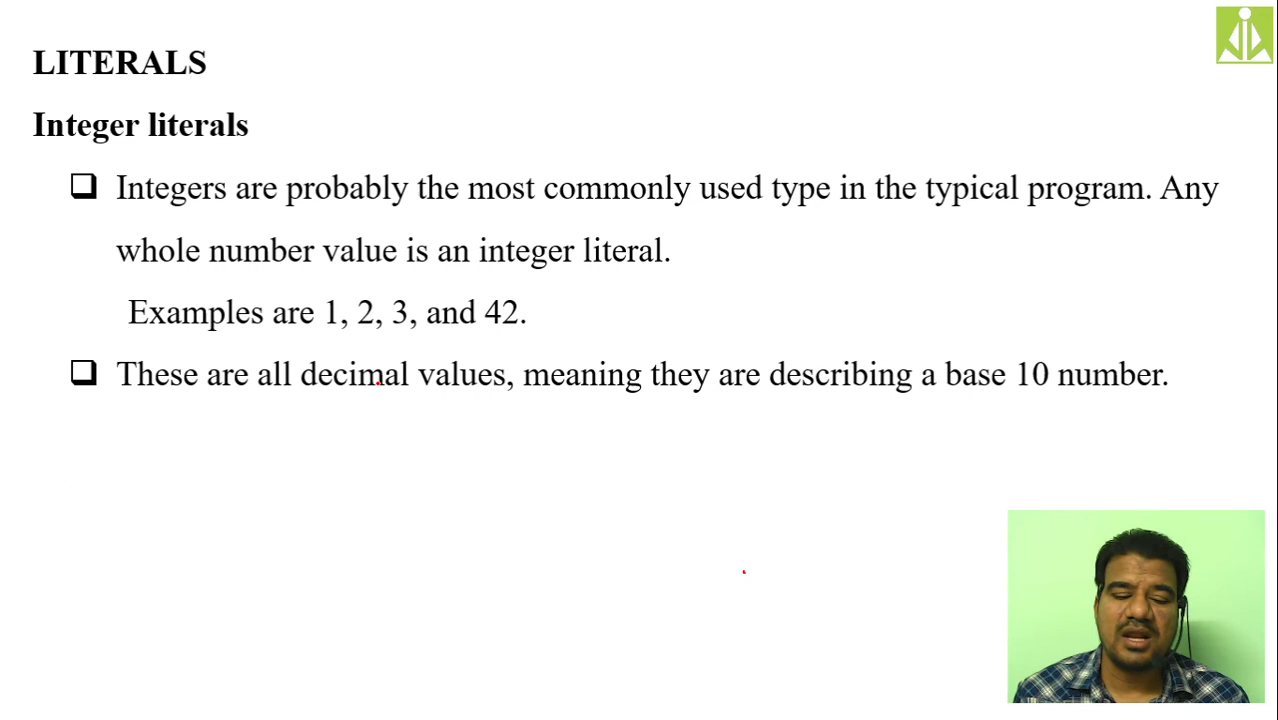 LITERALS
Integer literals
Integers are probably the most commonly used type in the typical program. Any
whole number value is an integer literal.
Examples are 1, 2, 3, and 42.
These are all decimal values, meaning they are describing a base 10 number.